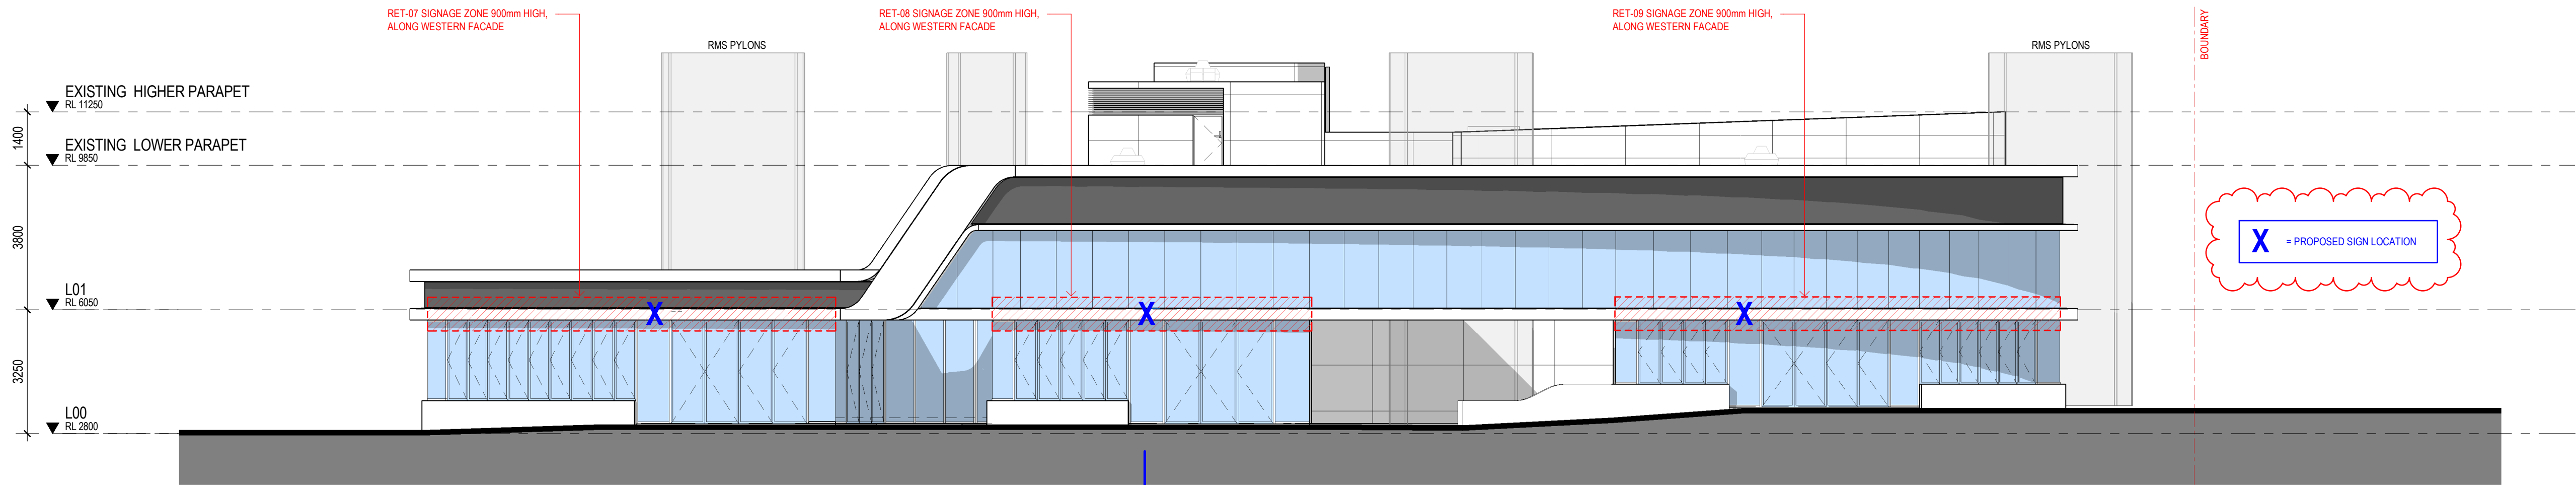 RET-07 SIGNAGE ZONE 900mm HIGH,
ALONG WESTERN FACADE
RET-08 SIGNAGE ZONE 900mm HIGH,
ALONG WESTERN FACADE
RET-09 SIGNAGE ZONE 900mm HIGH,
ALONG WESTERN FACADE
BOUNDARY
RMS PYLONS
RMS PYLONS
EXISTING HIGHER PARAPET
RL 11250
1400
EXISTING LOWER PARAPET
RL 9850
3800
X = PROPOSED SIGN LOCATION
L01
RL 6050
X
X
X
3250
L00
RL 2800